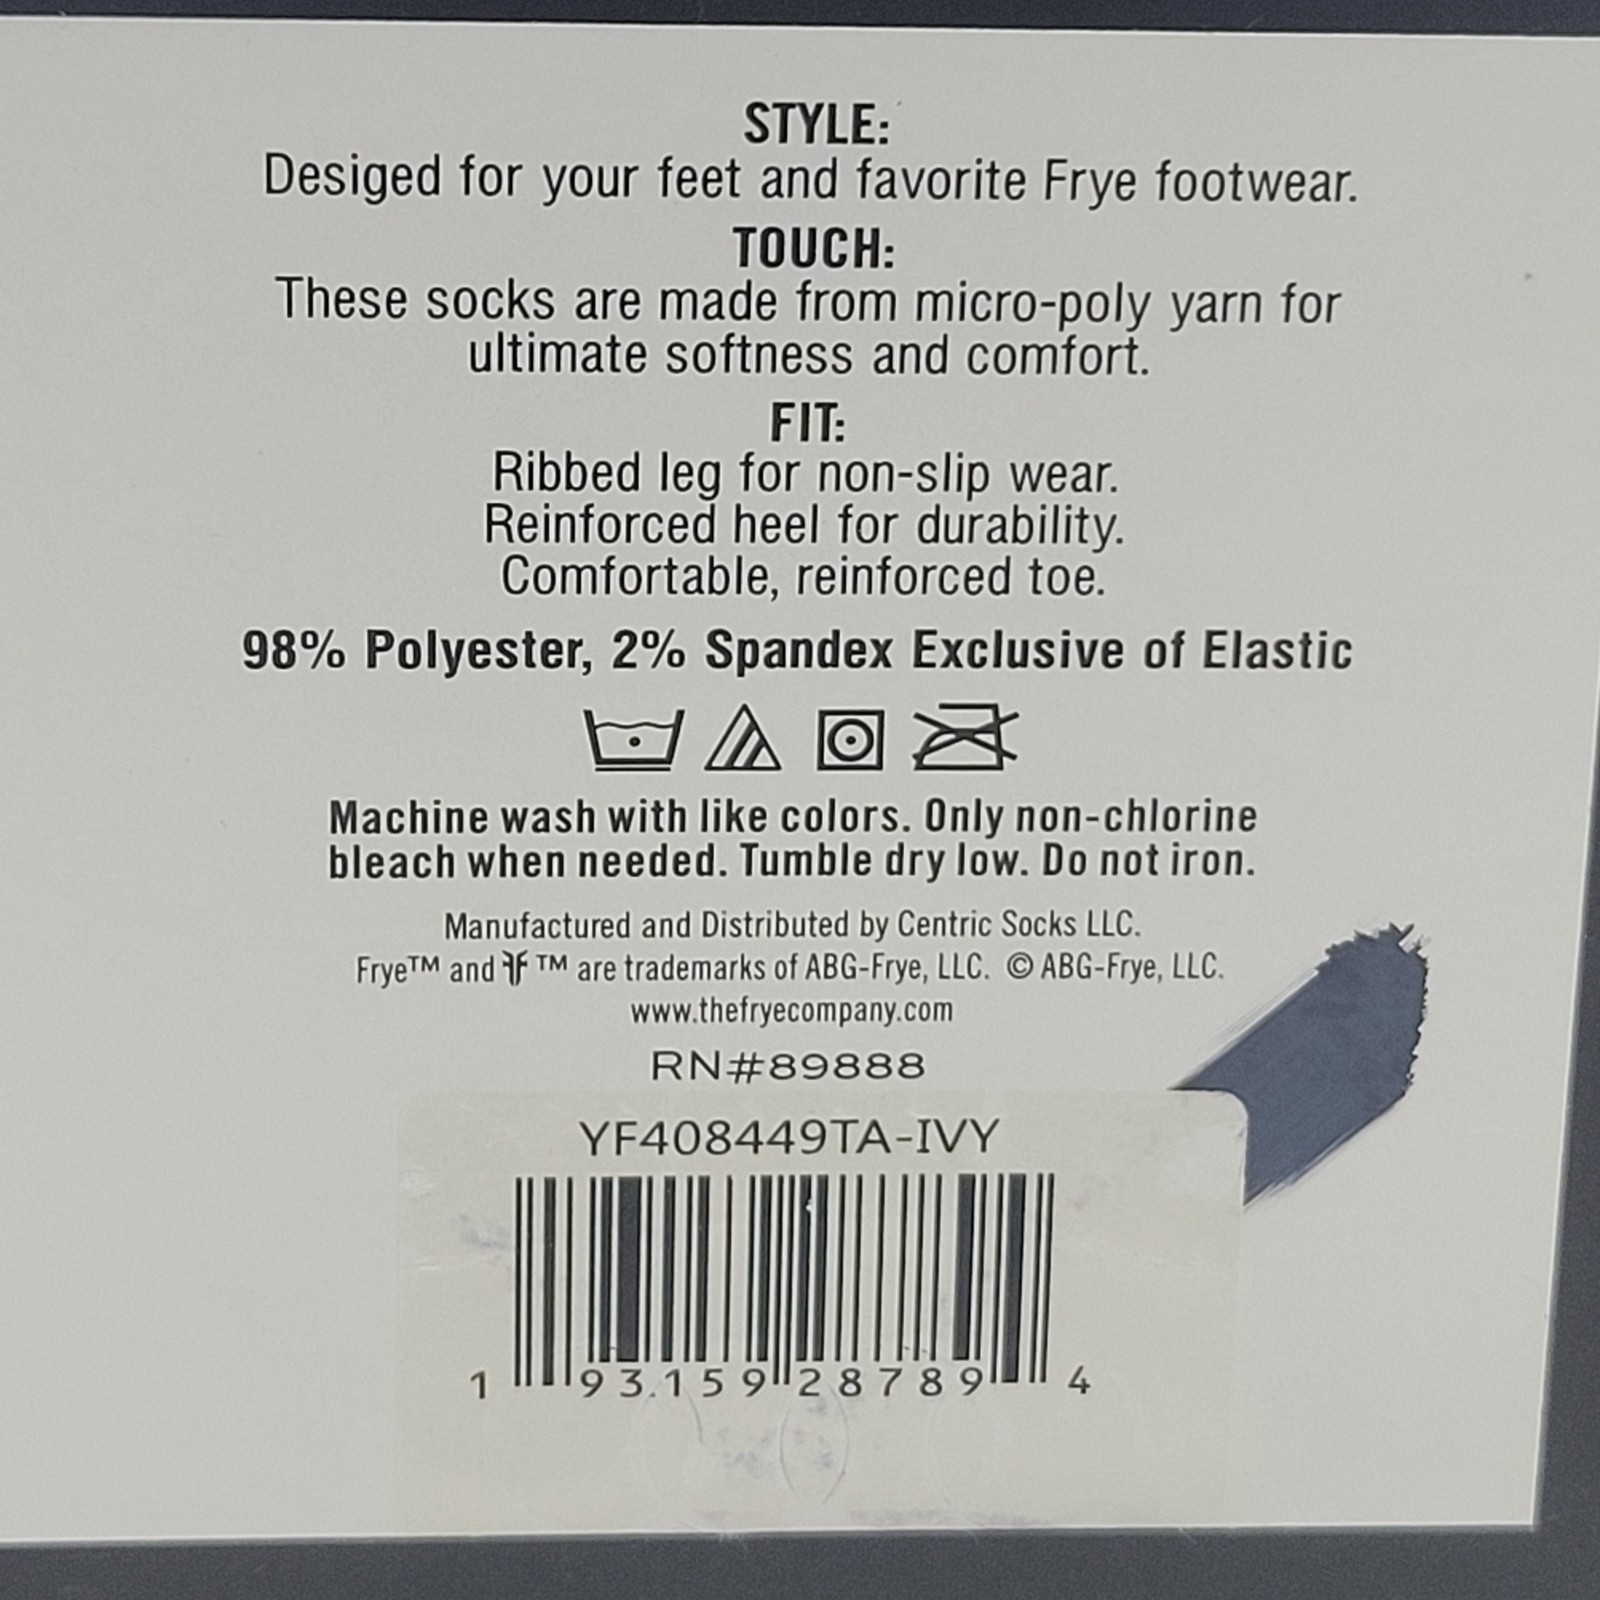 STYLE:
Desiged for your feet and favorite Frye footwear.
TOUCH:
These socks are made from micro-poly yarn for
ultimate softness and comfort.
FIT:
Ribbed leg for non-slip wear.
Reinforced heel for durability.
Comfortable, reinforced toe.
98% Polyester, 2% Spandex Exclusive of Elastic
Machine wash with like colors. Only non-chlorine
bleach when needed. Tumble dry low. Do not iron.
Manufactured and Distributed by Centric Socks LLC.
Frye™ and ™ are trademarks of ABG-Frye, LLC. © ABG-Frye, LLC.
www.thefryecompany.com
RN#89888
YF408449TA-IVY
1 93159 28789 4